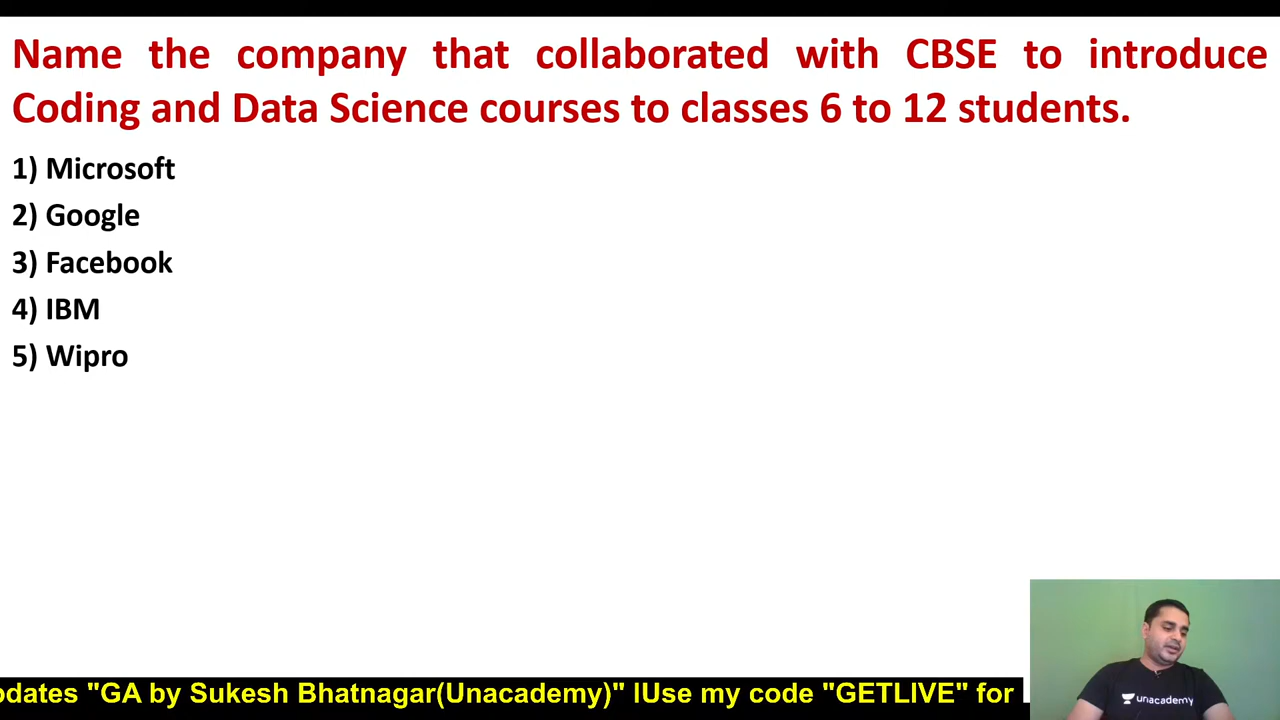 Name the company that collaborated with CBSE to introduce
Coding and Data Science courses to classes 6 to 12 students.
1) Microsoft
2) Google
3) Facebook
4) IBM
5) Wipro
unacademy
"GA by Sukesh Bhatnagar(Unacademy)" lUse my code "GETLIVE" for